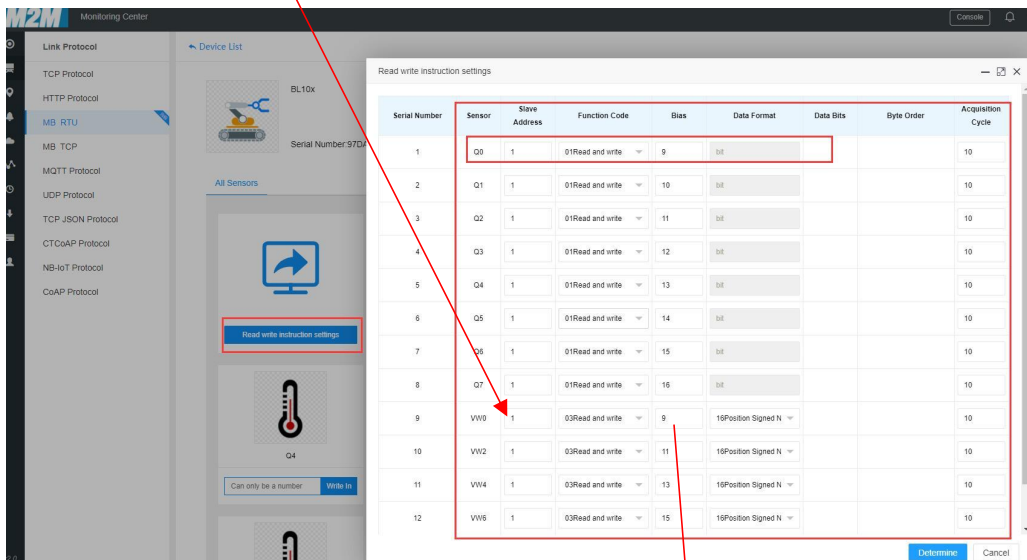 M2M Monitoring Center Console
Link Protocol
Device List
TCP Protocol
HTTP Protocol
MB RTU
MB TCP
MQTT Protocol
UDP Protocol
TCP JSON Protocol
CTCoAP Protocol
NB-IoT Protocol
CoAP Protocol
BL10x
Serial Number:97DA
All Sensors
Read write instruction settings
Q4
Can only be a number Write In
Read write instruction settings
Serial Number Sensor Slave Address Function Code Bias Data Format Data Bits Byte Order Acquisition Cycle
1 Q0 1 01Read and write 9 bit 10
2 Q1 1 01Read and write 10 bit 10
3 Q2 1 01Read and write 11 bit 10
4 Q3 1 01Read and write 12 bit 10
5 Q4 1 01Read and write 13 bit 10
6 Q5 1 01Read and write 14 bit 10
7 Q6 1 01Read and write 15 bit 10
8 Q7 1 01Read and write 16 bit 10
9 VW0 1 03Read and write 9 16Position Signed N 10
10 VW2 1 03Read and write 11 16Position Signed N 10
11 VW4 1 03Read and write 13 16Position Signed N 10
12 VW6 1 03Read and write 15 16Position Signed N 10
Determine Cancel